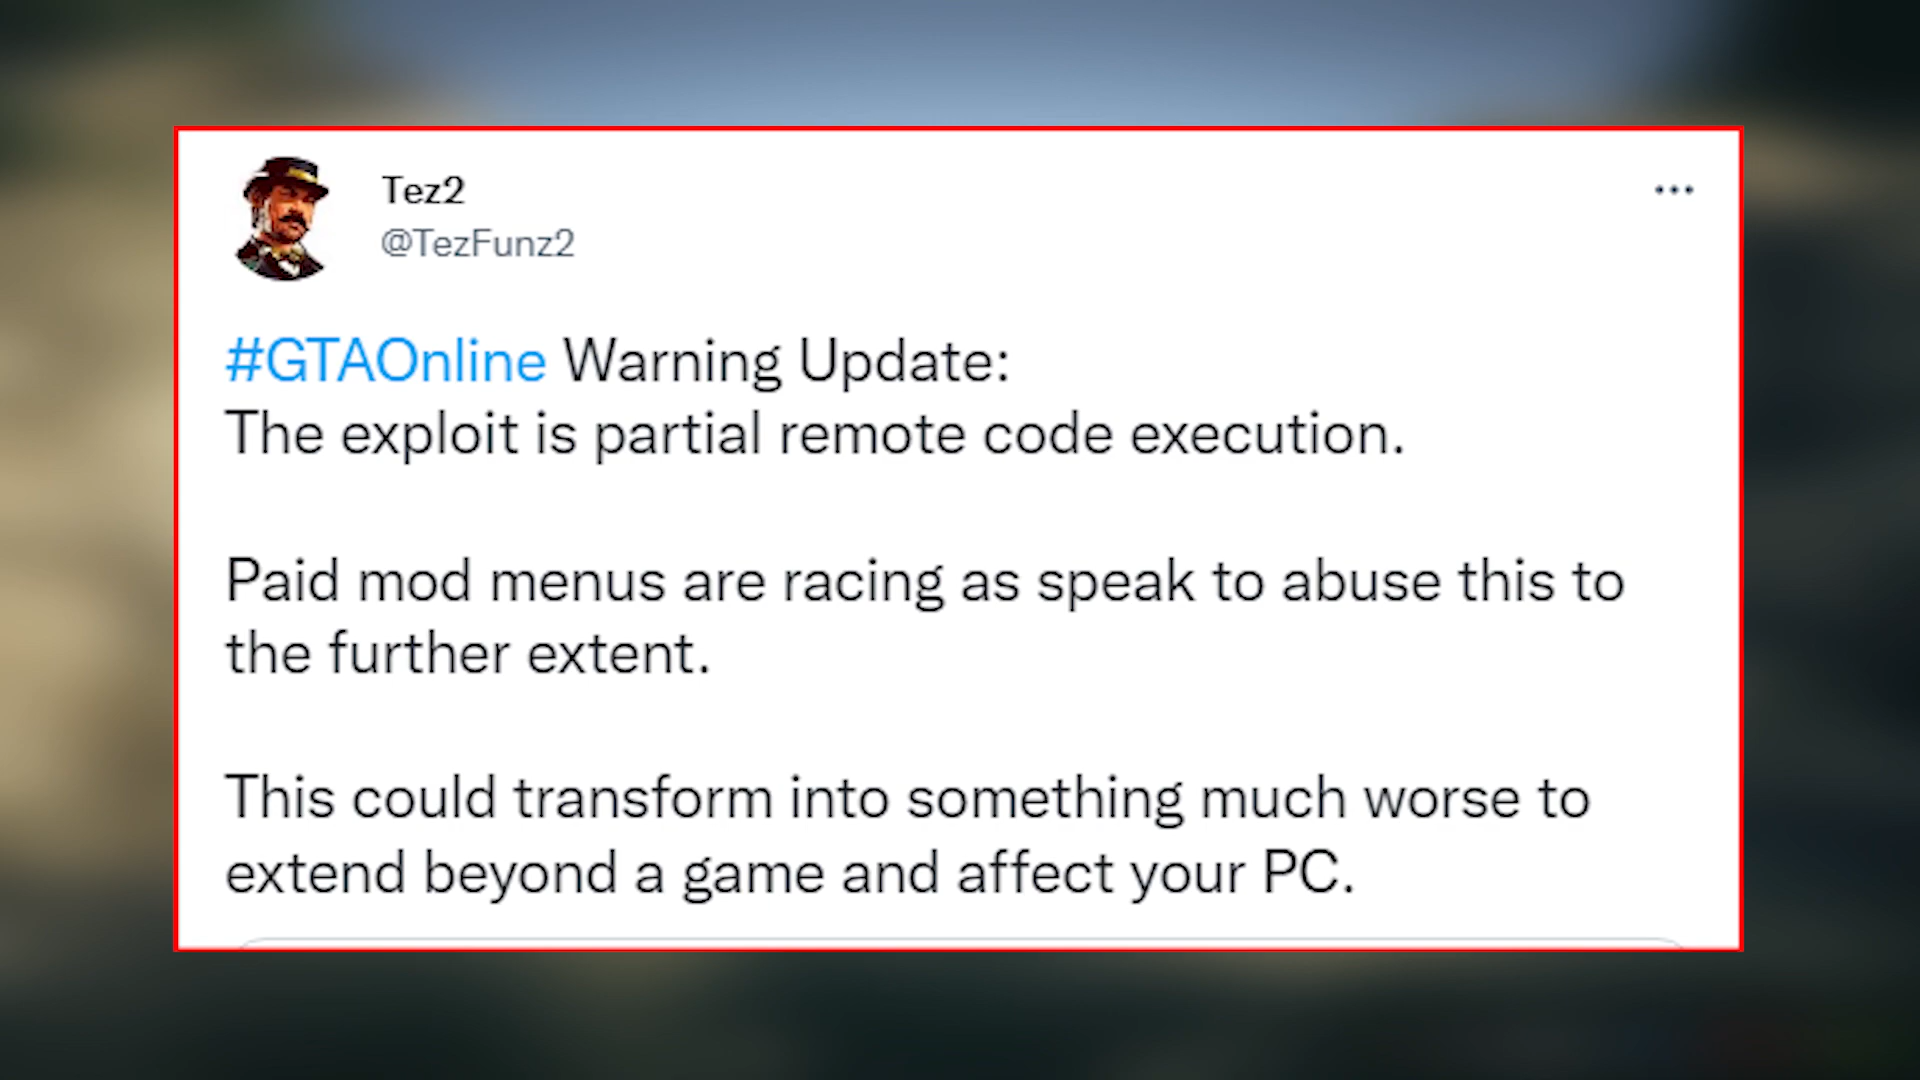 Tez2
@TezFunz2
#GTAOnline Warning Update:
The exploit is partial remote code execution.
Paid mod menus are racing as speak to abuse this to
the further extent.
This could transform into something much worse to
extend beyond a game and affect your PC.